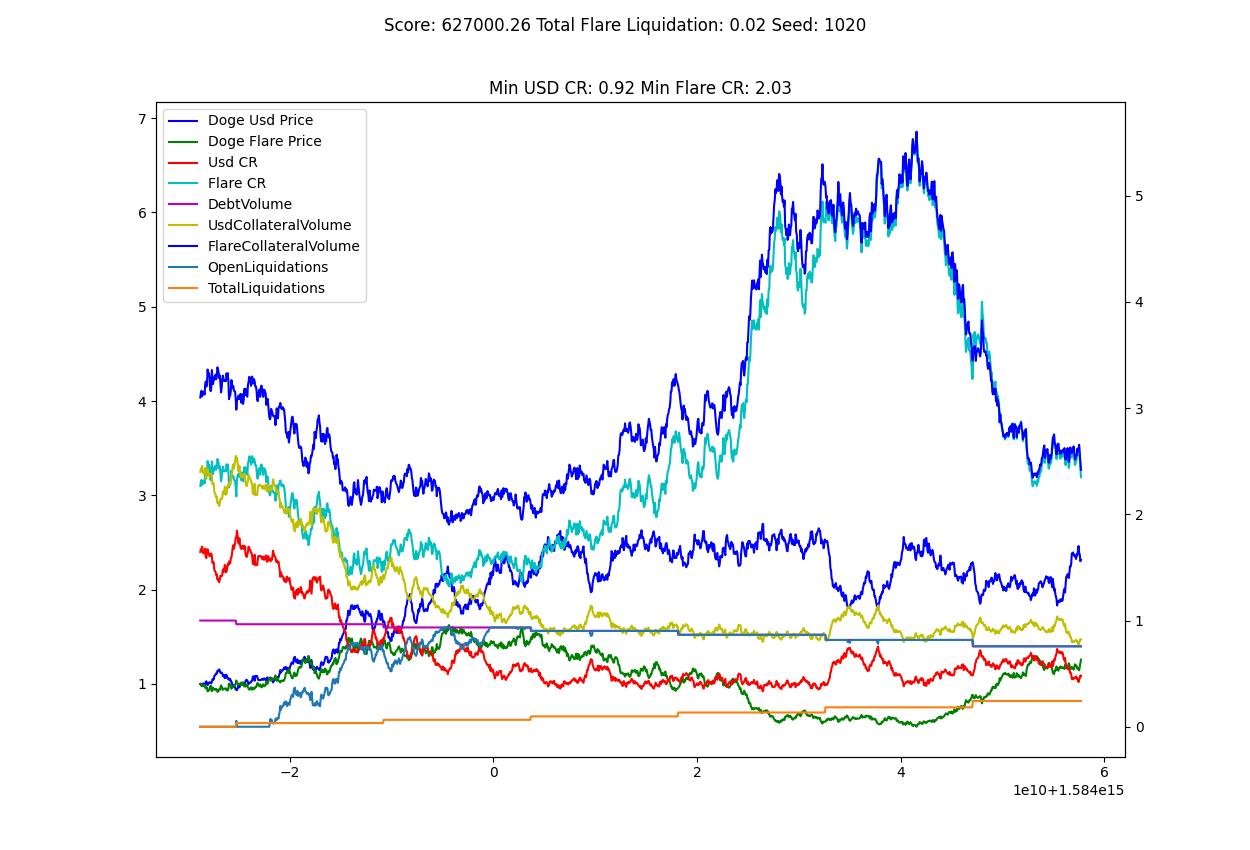 Score: 627000.26 Total Flare Liquidation: 0.02 Seed: 1020
Min USD CR: 0.92 Min Flare CR: 2.03
Doge Usd Price
Doge Flare Price
Usd CR
Flare CR
DebtVolume
UsdCollateralVolume
FlareCollateralVolume
OpenLiquidations
TotalLiquidations
7
6
5
4
3
2
1
5
4
3
2
1
0
−2
0
2
4
6
1e10+1.584e15